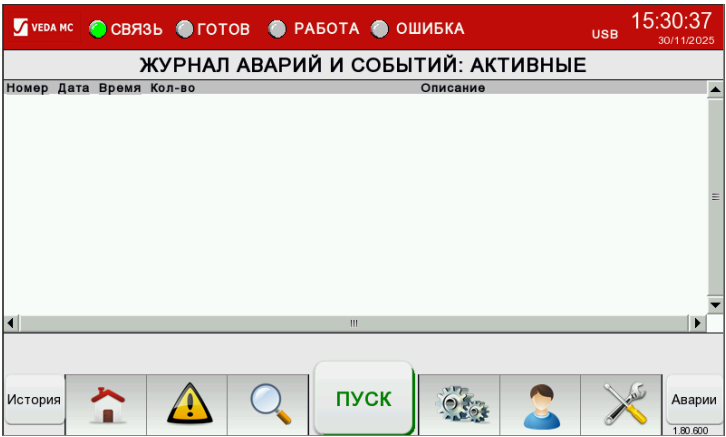 VEDA MC СВЯЗЬ ГОТОВ РАБОТА ОШИБКА USB 15:30:37
30/11/2025
ЖУРНАЛ АВАРИЙ И СОБЫТИЙ: АКТИВНЫЕ
Номер Дата Время Кол-во Описание
История ПУСК Аварии
1.80.600